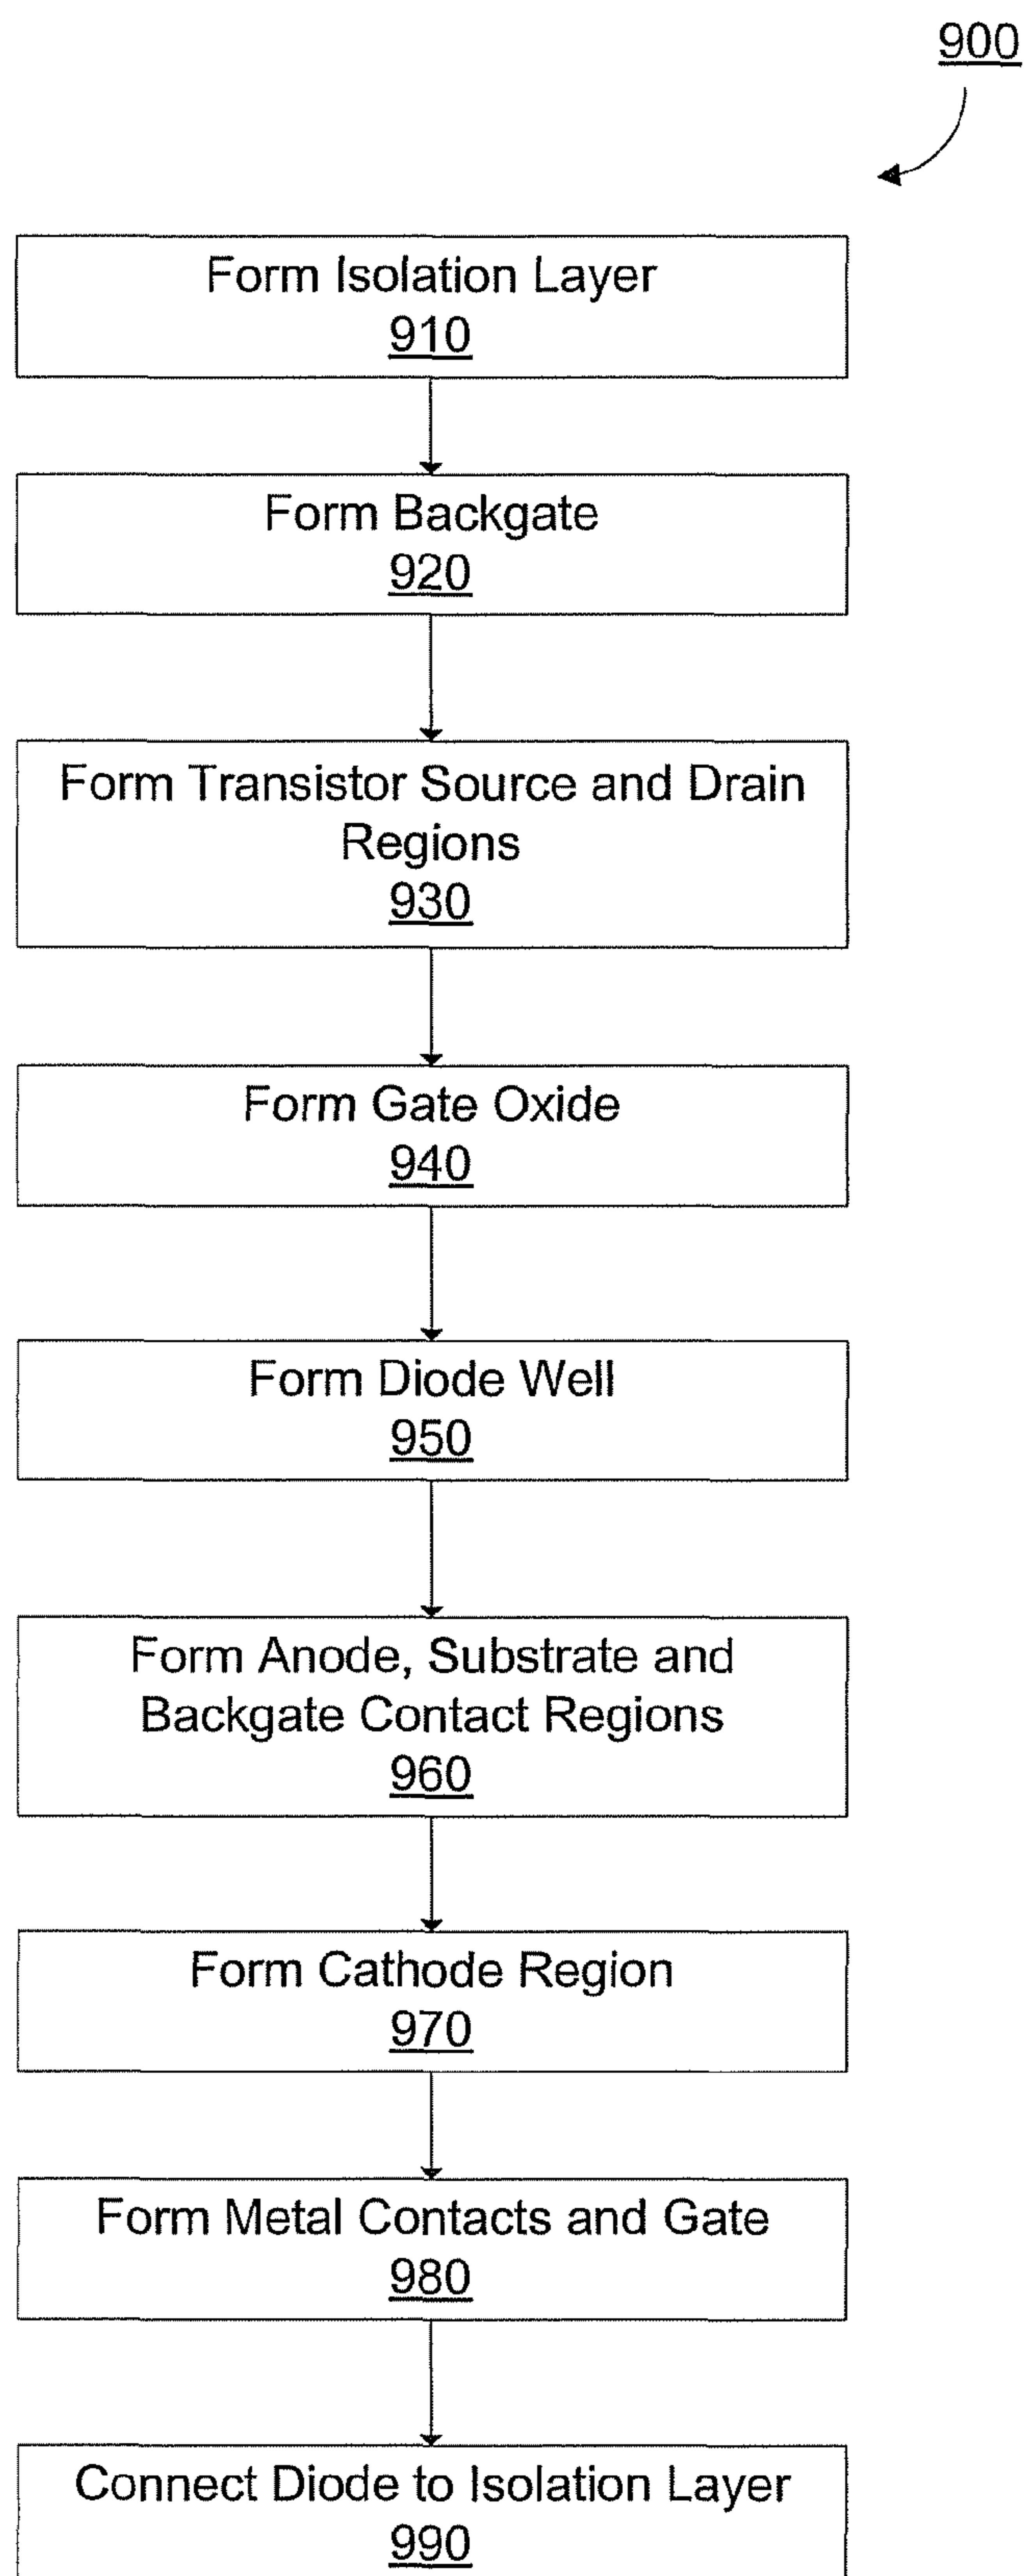 900
Form Isolation Layer
910
Form Backgate
920
Form Transistor Source and Drain
Regions
930
Form Gate Oxide
940
Form Diode Well
950
Form Anode, Substrate and
Backgate Contact Regions
960
Form Cathode Region
970
Form Metal Contacts and Gate
980
Connect Diode to Isolation Layer
990